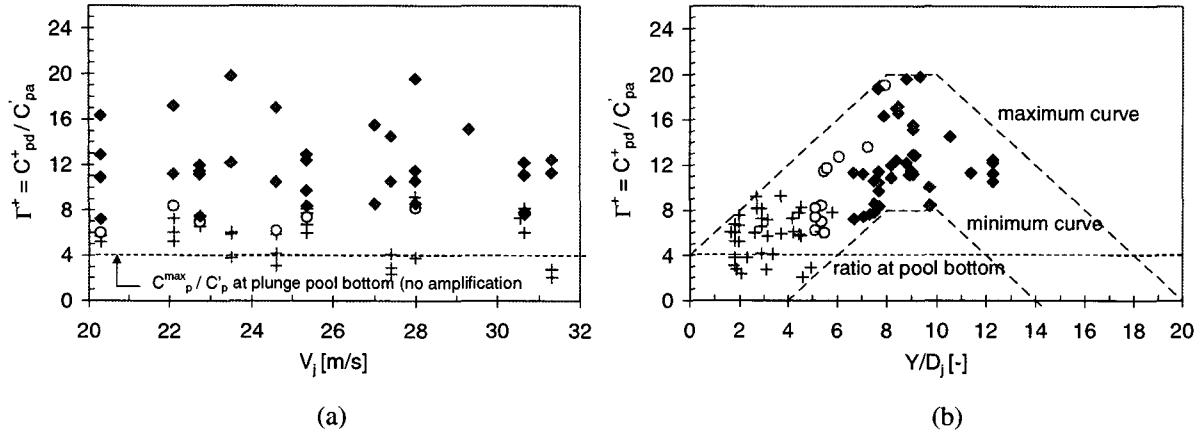 (a)
24
20
16
12
8
4
0
Γ⁺ = C⁺pd / C'pa
C^max_p / C'p at plunge pool bottom (no amplification
20 22 24 26 28 30 32
Vj [m/s]
(a)
(b)
24
20
16
12
8
4
0
Γ⁺ = C⁺pd / C'pa
maximum curve
minimum curve
ratio at pool bottom
0 2 4 6 8 10 12 14 16 18 20
Y/Dj [-]
(b)